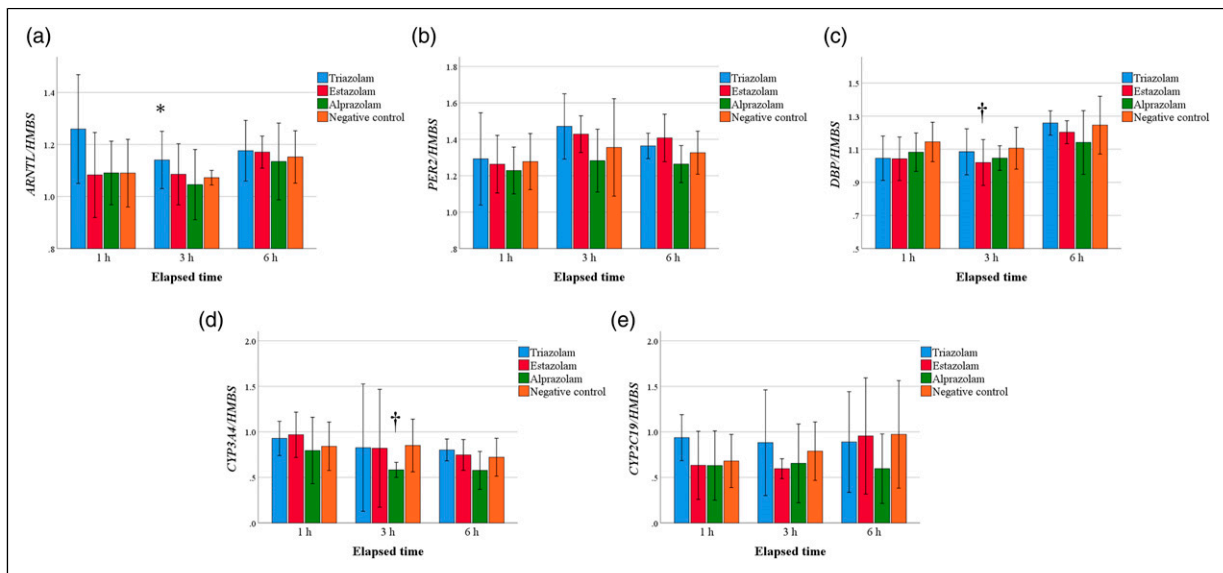 (a)
ARNTL/HMBS
1.6
1.4
1.2
1.0
.8
*
Triazolam
Estazolam
Alprazolam
Negative control
1 h
3 h
6 h
Elapsed time
(b)
PER2/HMBS
1.8
1.6
1.4
1.2
1.0
.8
Triazolam
Estazolam
Alprazolam
Negative control
1 h
3 h
6 h
Elapsed time
(c)
DBP/HMBS
1.5
1.3
1.1
.9
.7
.5
†
Triazolam
Estazolam
Alprazolam
Negative control
1 h
3 h
6 h
Elapsed time
(d)
CYP3A4/HMBS
2.0
1.5
1.0
.5
.0
†
Triazolam
Estazolam
Alprazolam
Negative control
1 h
3 h
6 h
Elapsed time
(e)
CYP2C19/HMBS
2.0
1.5
1.0
.5
.0
Triazolam
Estazolam
Alprazolam
Negative control
1 h
3 h
6 h
Elapsed time